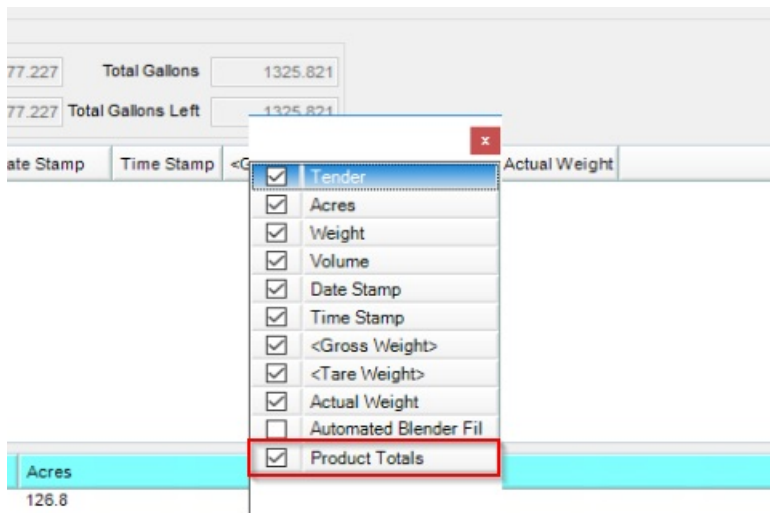 77.227 Total Gallons 1325.821
77.227 Total Gallons Left 1325.821
ate Stamp Time Stamp <G Actual Weight
x
Tender
Acres
Weight
Volume
Date Stamp
Time Stamp
<Gross Weight>
<Tare Weight>
Actual Weight
Automated Blender Fil
Product Totals
Acres
126.8